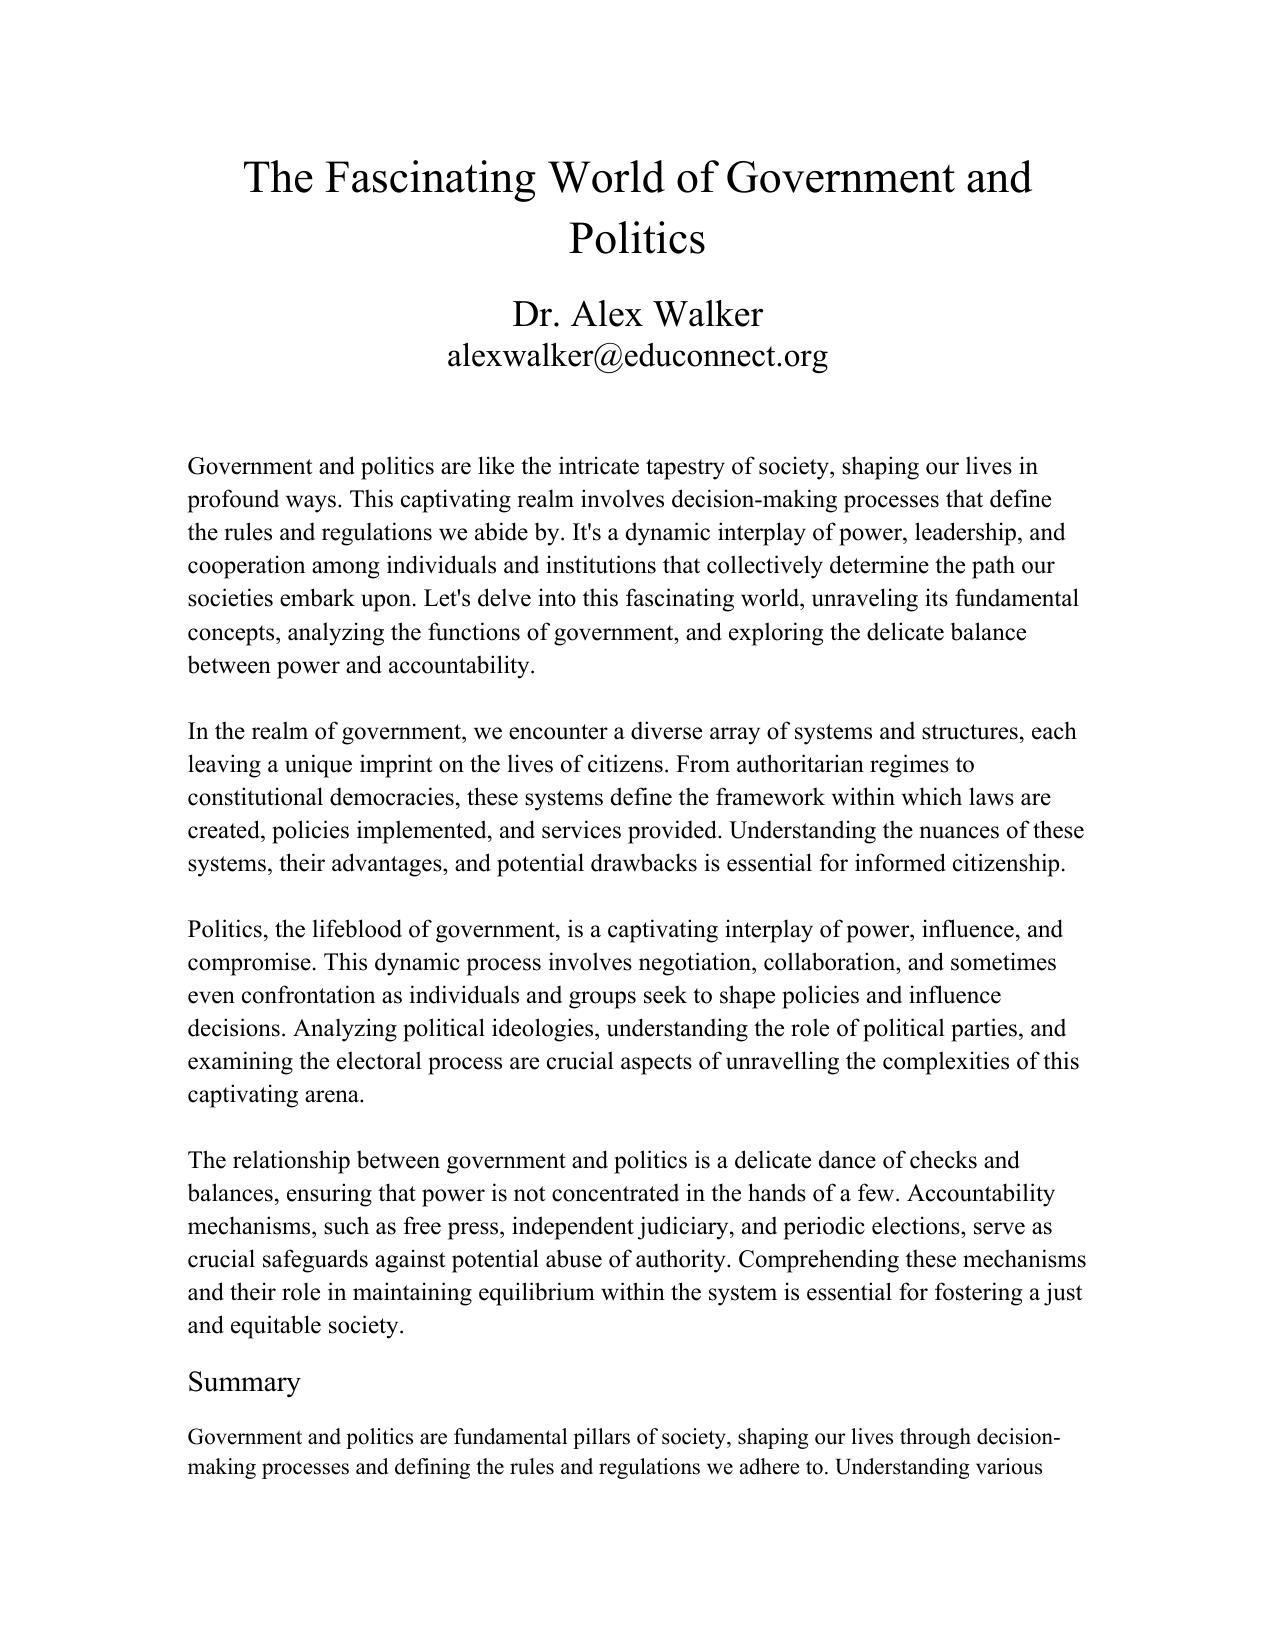 The Fascinating World of Government and
Politics
Dr. Alex Walker
alexwalker@educonnect.org
Government and politics are like the intricate tapestry of society, shaping our lives in
profound ways. This captivating realm involves decision-making processes that define
the rules and regulations we abide by. It's a dynamic interplay of power, leadership, and
cooperation among individuals and institutions that collectively determine the path our
societies embark upon. Let's delve into this fascinating world, unraveling its fundamental
concepts, analyzing the functions of government, and exploring the delicate balance
between power and accountability.
In the realm of government, we encounter a diverse array of systems and structures, each
leaving a unique imprint on the lives of citizens. From authoritarian regimes to
constitutional democracies, these systems define the framework within which laws are
created, policies implemented, and services provided. Understanding the nuances of these
systems, their advantages, and potential drawbacks is essential for informed citizenship.
Politics, the lifeblood of government, is a captivating interplay of power, influence, and
compromise. This dynamic process involves negotiation, collaboration, and sometimes
even confrontation as individuals and groups seek to shape policies and influence
decisions. Analyzing political ideologies, understanding the role of political parties, and
examining the electoral process are crucial aspects of unravelling the complexities of this
captivating arena.
The relationship between government and politics is a delicate dance of checks and
balances, ensuring that power is not concentrated in the hands of a few. Accountability
mechanisms, such as free press, independent judiciary, and periodic elections, serve as
crucial safeguards against potential abuse of authority. Comprehending these mechanisms
and their role in maintaining equilibrium within the system is essential for fostering a just
and equitable society.
Summary
Government and politics are fundamental pillars of society, shaping our lives through decision-
making processes and defining the rules and regulations we adhere to. Understanding various